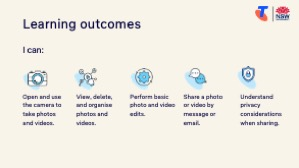 Learning outcomes
NSW
I can:
Open and use
the camera to
take photos
and videos.
View, delete,
and organise
photos and
videos.
Perform basic
photo and video
edits.
Share a photo
or video by
message or
email.
Understand
privacy
considerations
when sharing.